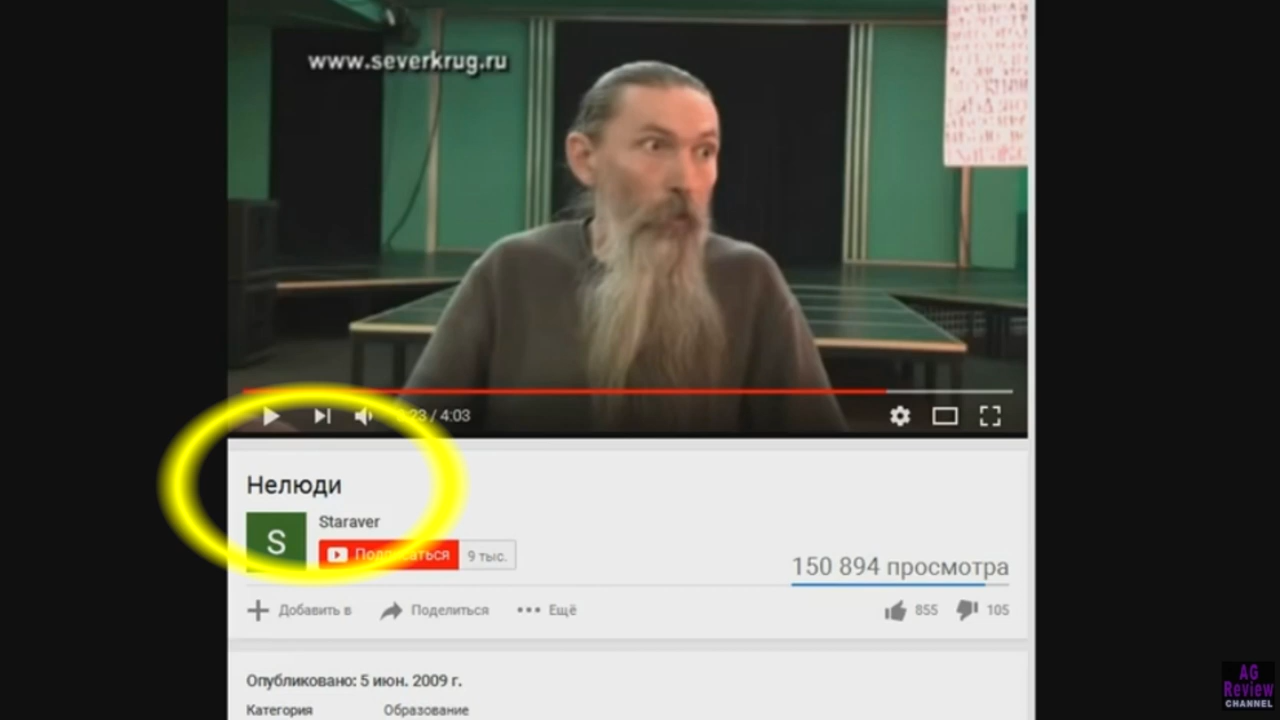 www.severkrug.ru
/ 4:03
Нелюди
S
Staraver
Подписаться 9 тыс.
150 894 просмотра
Добавить в Поделиться Ещё
855 105
Опубликовано: 5 июн. 2009 г.
Категория Образование
AG
Review
CHANNEL